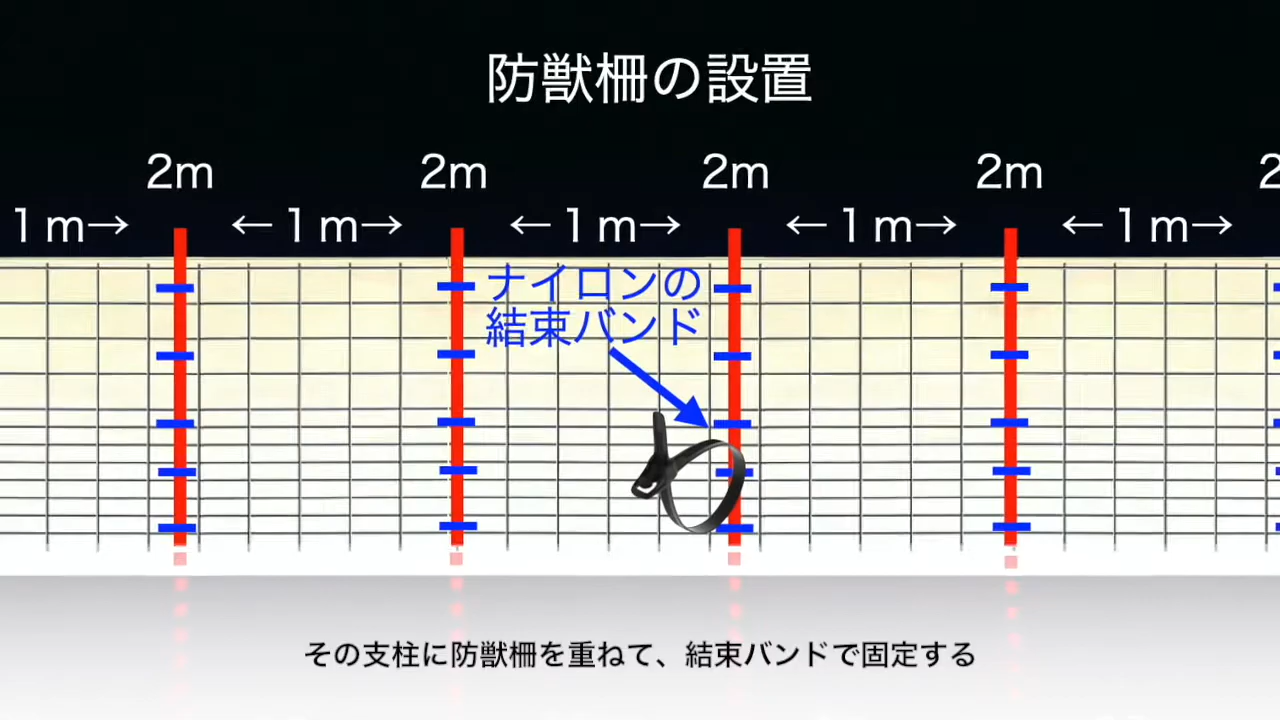 防獣柵の設置
2m 2m 2m 2m 2
1m→ ←1m→ ←1m→ ←1m→ ←1m→
ナイロンの
結束バンド
その支柱に防獣柵を重ねて、結束バンドで固定する